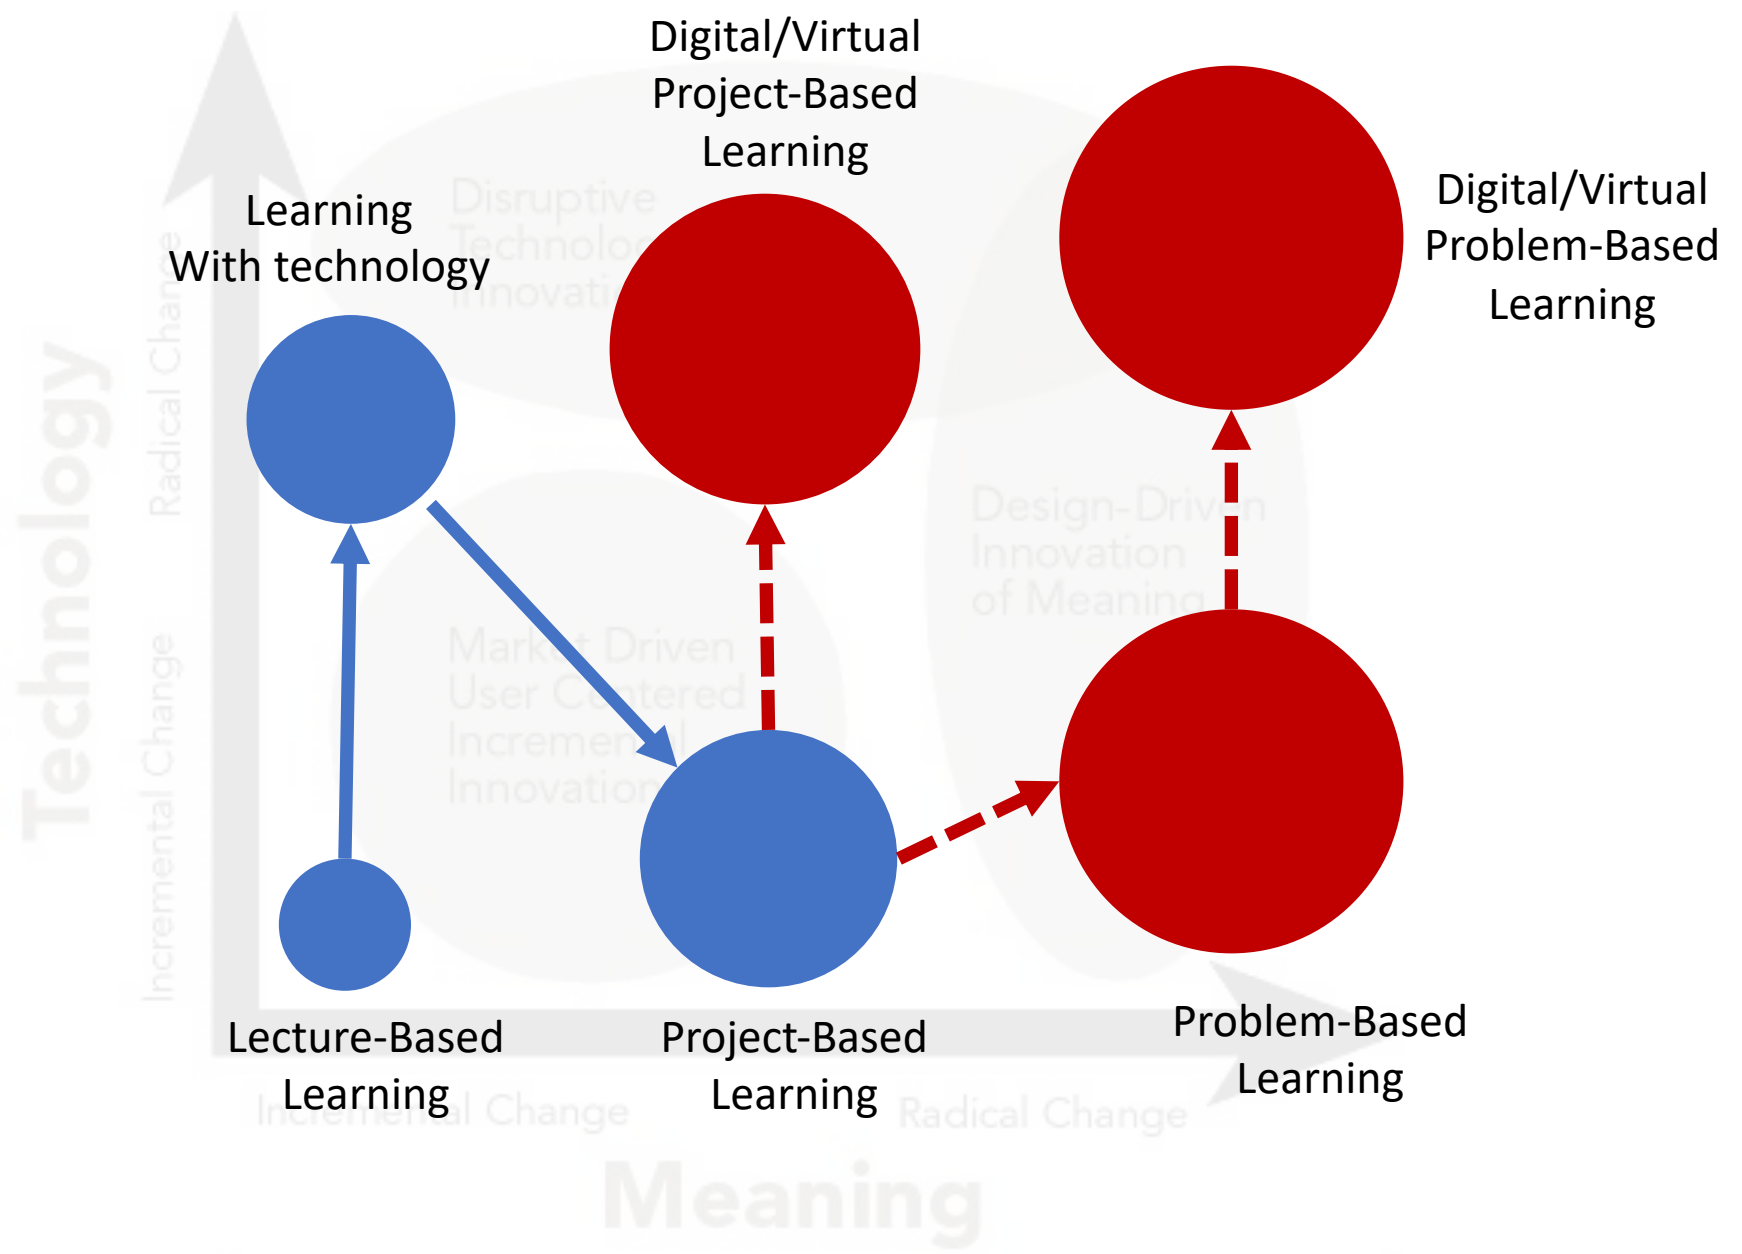 Digital/Virtual
Project-Based
Learning
Digital/Virtual
Problem-Based
Learning
Learning
With technology
Disruptive
Technolo
Innovati
Radical Change
Technology
Design-Driven
Innovation
of Meaning
Market Driven
User Centered
Incremental
Innovation
Incremental Change
Lecture-Based
Learning
Project-Based
Learning
Problem-Based
Learning
Incremental Change
Radical Change
Meaning